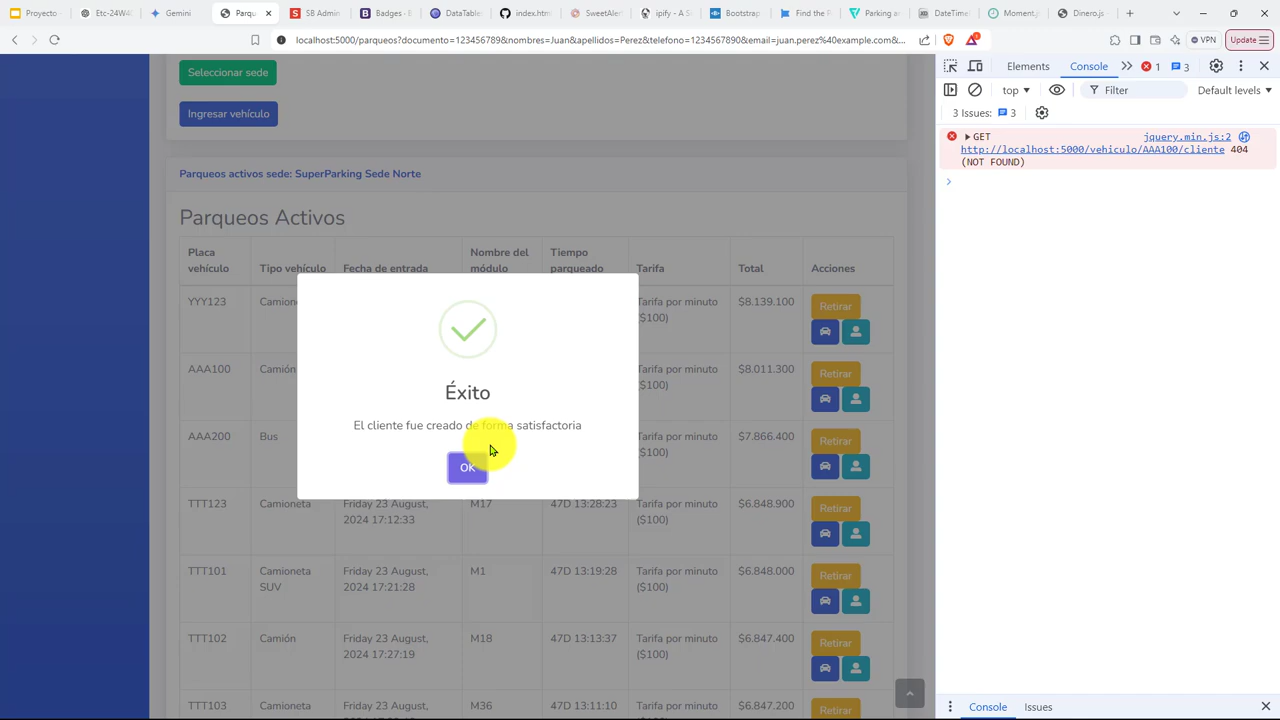 Proyecto -
Etc-24W4(
Gemini
Parqu
SB Admin
Badges - B
DataTable
index.htm
SweetAler
ipify - A S
Bootstrap
Find the P
Parking ar
DateTime
Moment.j
Dinero.js
localhost:5000/parqueos?documento=123456789&nombres=Juan&apellidos=Perez&telefono=1234567890&email=juan.perez%40example.com&...
1
VPN
Update
Seleccionar sede
Ingresar vehículo
Parqueos activos sede: SuperParking Sede Norte
Parqueos Activos
Placa vehículo Tipo vehículo Fecha de entrada Nombre del módulo Tiempo parqueado Tarifa Total Acciones
YYY123 Camione Tarifa por minuto ($100) $8.139.100 Retirar
AAA100 Camión Tarifa por minuto ($100) $8.011.300 Retirar
AAA200 Bus Tarifa por minuto ($100) $7.866.400 Retirar
TTT123 Camioneta Friday 23 August, 2024 17:12:33 M17 47D 13:28:23 Tarifa por minuto ($100) $6.848.900 Retirar
TTT101 Camioneta SUV Friday 23 August, 2024 17:21:28 M1 47D 13:19:28 Tarifa por minuto ($100) $6.848.000 Retirar
TTT102 Camión Friday 23 August, 2024 17:27:19 M18 47D 13:13:37 Tarifa por minuto ($100) $6.847.400 Retirar
TTT103 Camioneta Friday 23 August, M36 47D 13:11:10 Tarifa por minuto $6.847.200 Retirar
Éxito
El cliente fue creado de forma satisfactoria
OK
Elements
Console
1
3
top
Filter
Default levels
3 Issues: 3
GET jquery.min.js:2
http://localhost:5000/vehiculo/AAA100/cliente 404
(NOT FOUND)
Console
Issues